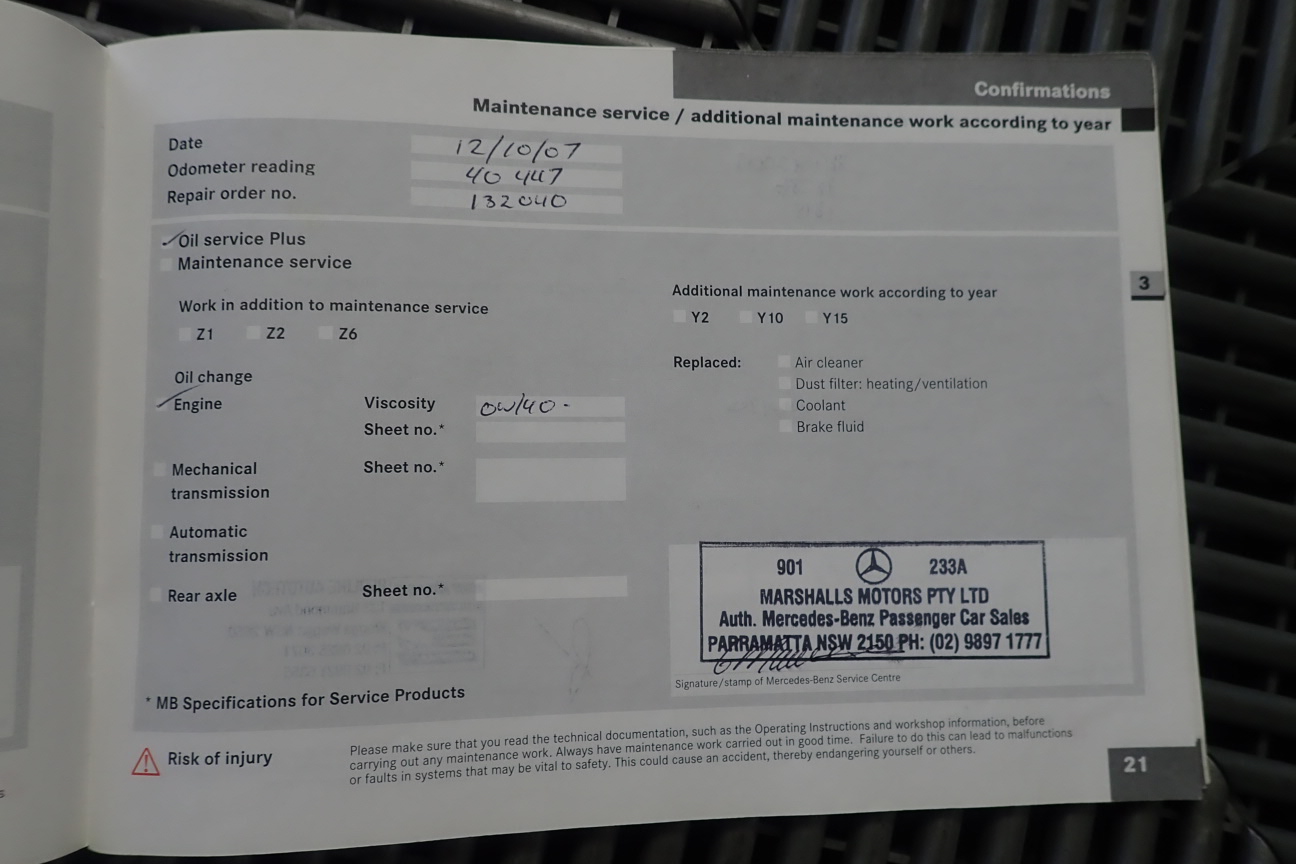 Confirmations
Maintenance service / additional maintenance work according to year
Date 12/10/07
Odometer reading 40 447
Repair order no. 132040
Oil service Plus
Maintenance service
Work in addition to maintenance service
Z1 Z2 Z6
Additional maintenance work according to year
Y2 Y10 Y15
Replaced: Air cleaner
Dust filter: heating/ventilation
Coolant
Brake fluid
Oil change
Engine Viscosity 0W/40-
Sheet no.*
Mechanical Sheet no.*
transmission
Automatic
transmission
Rear axle Sheet no.*
901 233A
MARSHALLS MOTORS PTY LTD
Auth. Mercedes-Benz Passenger Car Sales
PARRAMATTA NSW 2150 PH: (02) 9897 1777
Signature/stamp of Mercedes-Benz Service Centre
* MB Specifications for Service Products
Risk of injury
Please make sure that you read the technical documentation, such as the Operating Instructions and workshop information, before
carrying out any maintenance work. Always have maintenance work carried out in good time. Failure to do this can lead to malfunctions
or faults in systems that may be vital to safety. This could cause an accident, thereby endangering yourself or others.
3
21